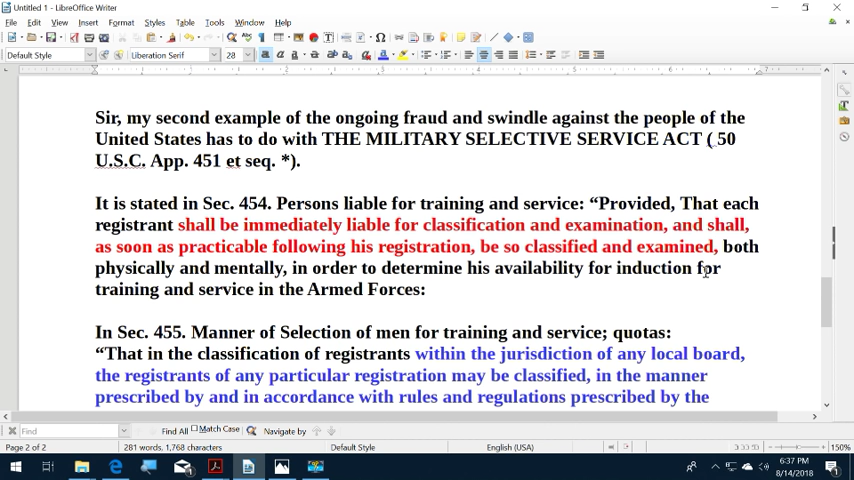 Untitled 1 - LibreOffice Writer
File Edit View Insert Format Styles Table Tools Window Help
Default Style Liberation Serif 28
Sir, my second example of the ongoing fraud and swindle against the people of the
United States has to do with THE MILITARY SELECTIVE SERVICE ACT ( 50
U.S.C. App. 451 et seq. *).
It is stated in Sec. 454. Persons liable for training and service: “Provided, That each
registrant shall be immediately liable for classification and examination, and shall,
as soon as practicable following his registration, be so classified and examined, both
physically and mentally, in order to determine his availability for induction for
training and service in the Armed Forces:
In Sec. 455. Manner of Selection of men for training and service; quotas:
“That in the classification of registrants within the jurisdiction of any local board,
the registrants of any particular registration may be classified, in the manner
prescribed by and in accordance with rules and regulations prescribed by the
Find Find All Match Case Navigate by
Page 2 of 2 281 words, 1,768 characters Default Style English (USA) 150%
6:37 PM
8/14/2018